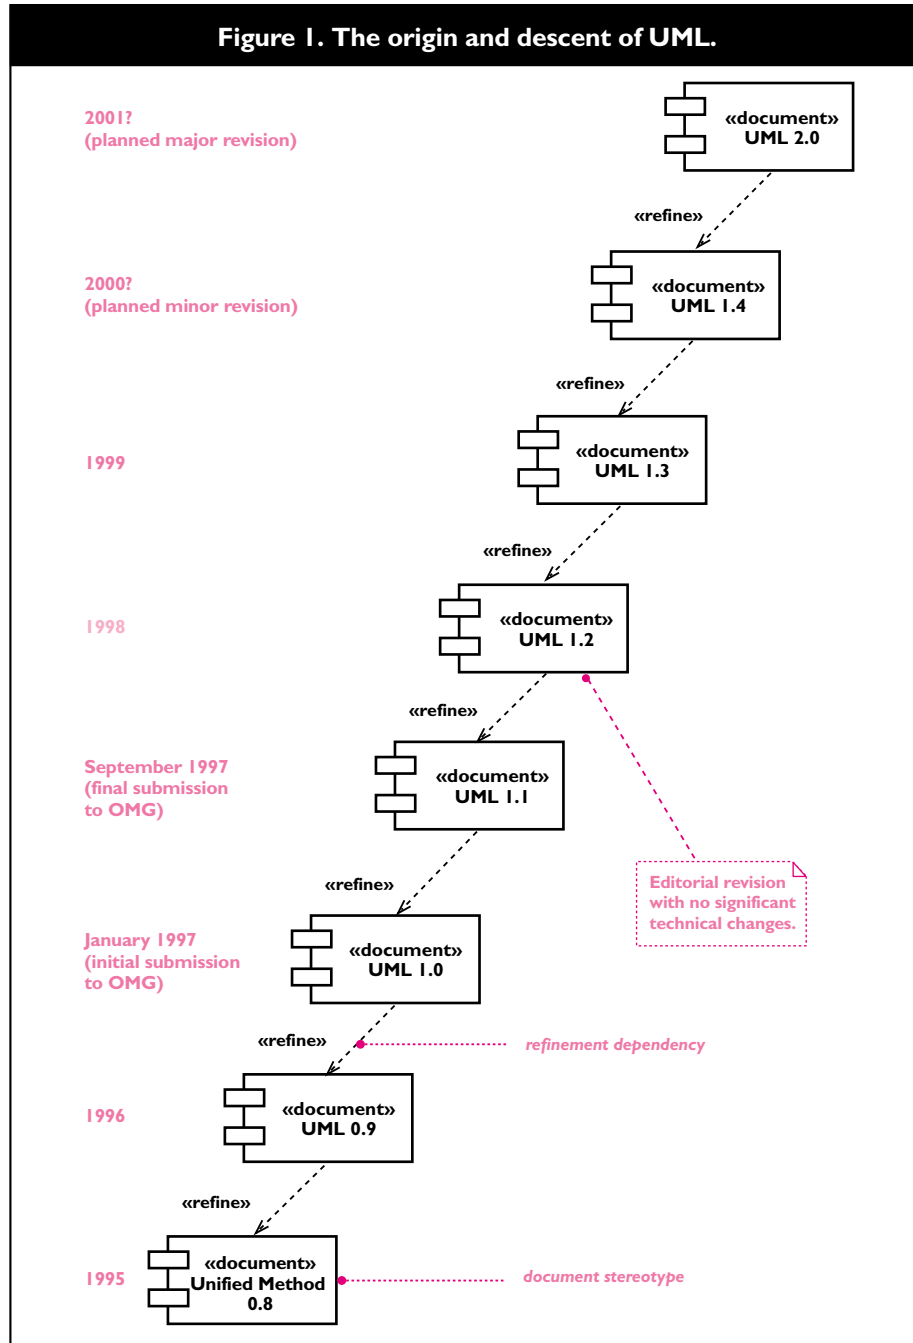 Figure 1. The origin and descent of UML.
2001?
(planned major revision)
«document»
UML 2.0
«refine»
2000?
(planned minor revision)
«document»
UML 1.4
«refine»
1999
«document»
UML 1.3
«refine»
1998
«document»
UML 1.2
«refine»
September 1997
(final submission
to OMG)
«document»
UML 1.1
Editorial revision
with no significant
technical changes.
«refine»
January 1997
(initial submission
to OMG)
«document»
UML 1.0
«refine»
refinement dependency
1996
«document»
UML 0.9
«refine»
1995
«document»
Unified Method
0.8
document stereotype